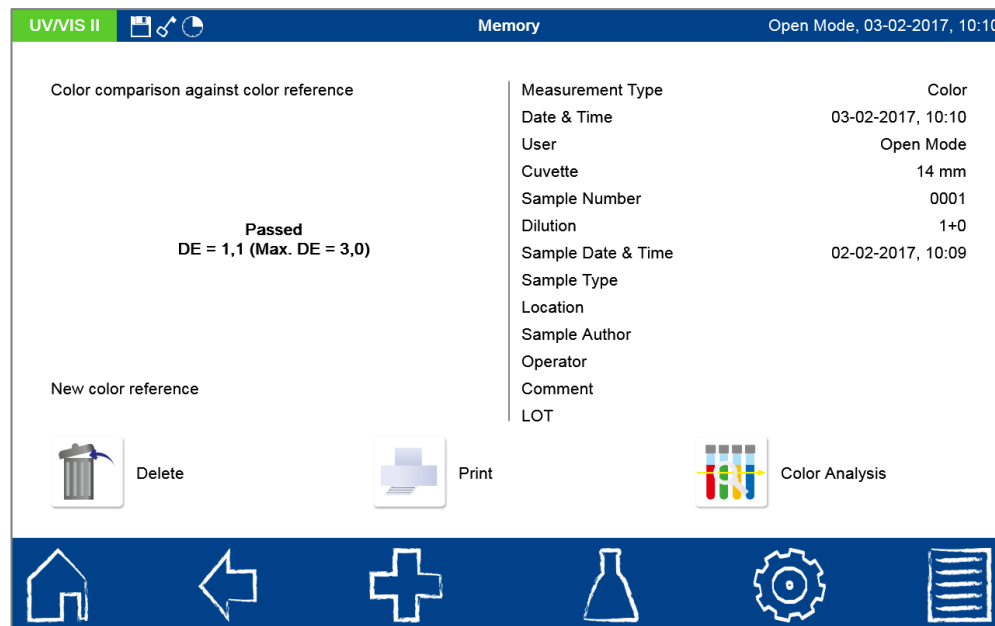 UV/VIS II
Memory
Open Mode, 03-02-2017, 10:10
Color comparison against color reference
Passed
DE = 1,1 (Max. DE = 3,0)
New color reference
Measurement Type Color
Date & Time 03-02-2017, 10:10
User Open Mode
Cuvette 14 mm
Sample Number 0001
Dilution 1+0
Sample Date & Time 02-02-2017, 10:09
Sample Type
Location
Sample Author
Operator
Comment
LOT
Delete
Print
Color Analysis